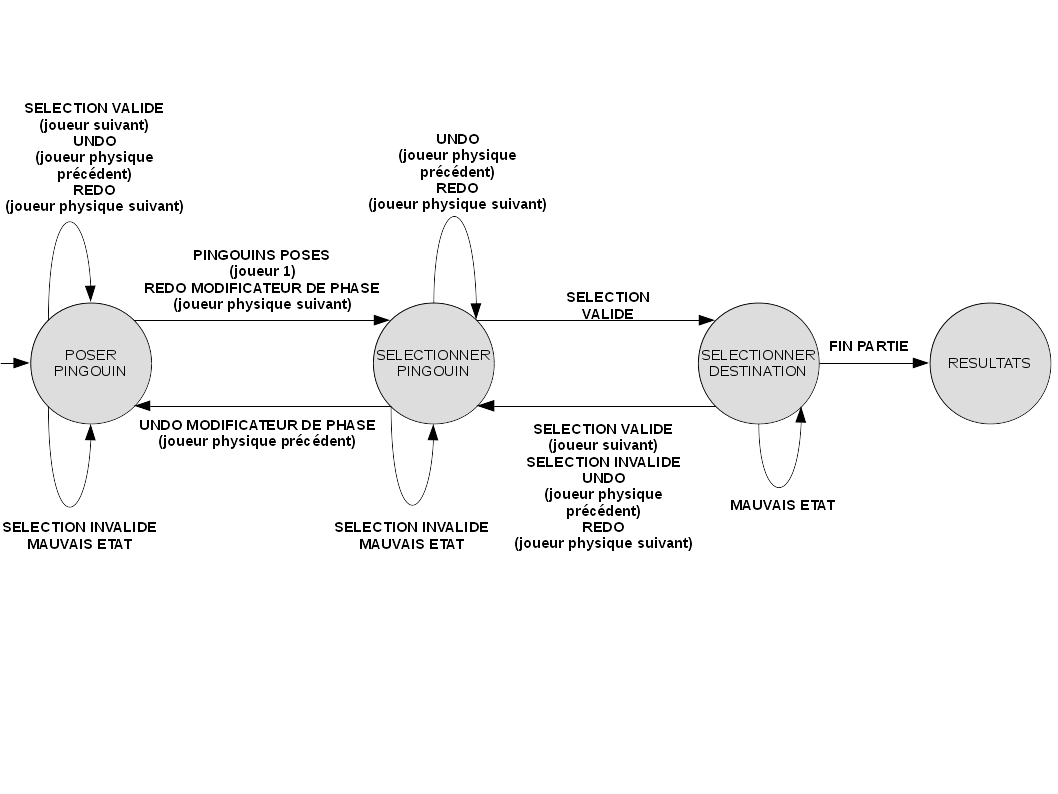 SELECTION VALIDE
(joueur suivant)
UNDO
(joueur physique
précédent)
REDO
(joueur physique suivant)
UNDO
(joueur physique
précédent)
REDO
(joueur physique suivant)
PINGOUINS POSES
(joueur 1)
REDO MODIFICATEUR DE PHASE
(joueur physique suivant)
SELECTION
VALIDE
POSER
PINGOUIN
SELECTIONNER
PINGOUIN
SELECTIONNER
DESTINATION
FIN PARTIE
RESULTATS
UNDO MODIFICATEUR DE PHASE
(joueur physique précédent)
SELECTION VALIDE
(joueur suivant)
SELECTION INVALIDE
UNDO
(joueur physique
précédent)
REDO
(joueur physique suivant)
MAUVAIS ETAT
SELECTION INVALIDE
MAUVAIS ETAT
SELECTION INVALIDE
MAUVAIS ETAT